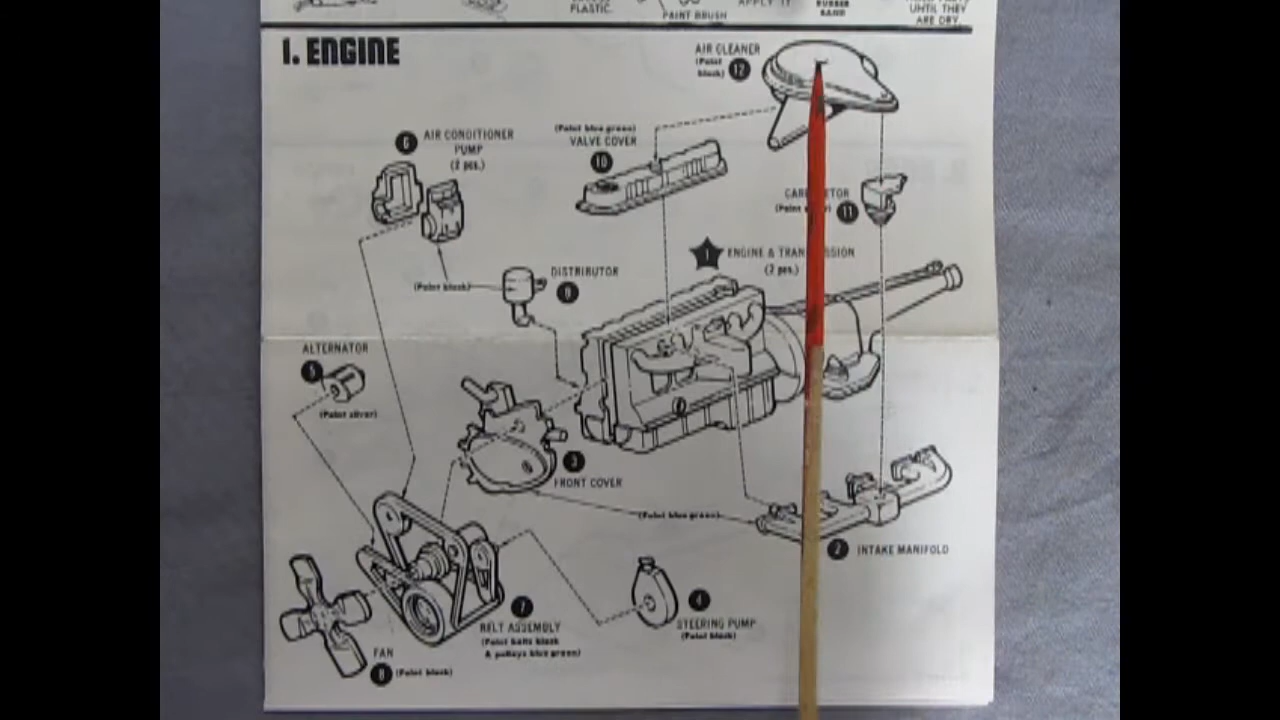 PLASTIC.
PAINT BRUSH
APPLY IT
RUBBER
BAND
UNTIL THEY
ARE DRY.
1. ENGINE
AIR CLEANER
(Paint
black)
12
6
AIR CONDITIONER
PUMP
(2 pcs.)
(Paint blue green)
VALVE COVER
10
11
1
ENGINE & TRANSMISSION
(2 pcs.)
(Paint black)
DISTRIBUTOR
ALTERNATOR
5
(Paint silver)
3
FRONT COVER
(Paint blue green)
2
INTAKE MANIFOLD
7
BELT ASSEMBLY
(Paint belts black
& pulleys blue green)
4
STEERING PUMP
(Paint black)
FAN
8
(Paint black)